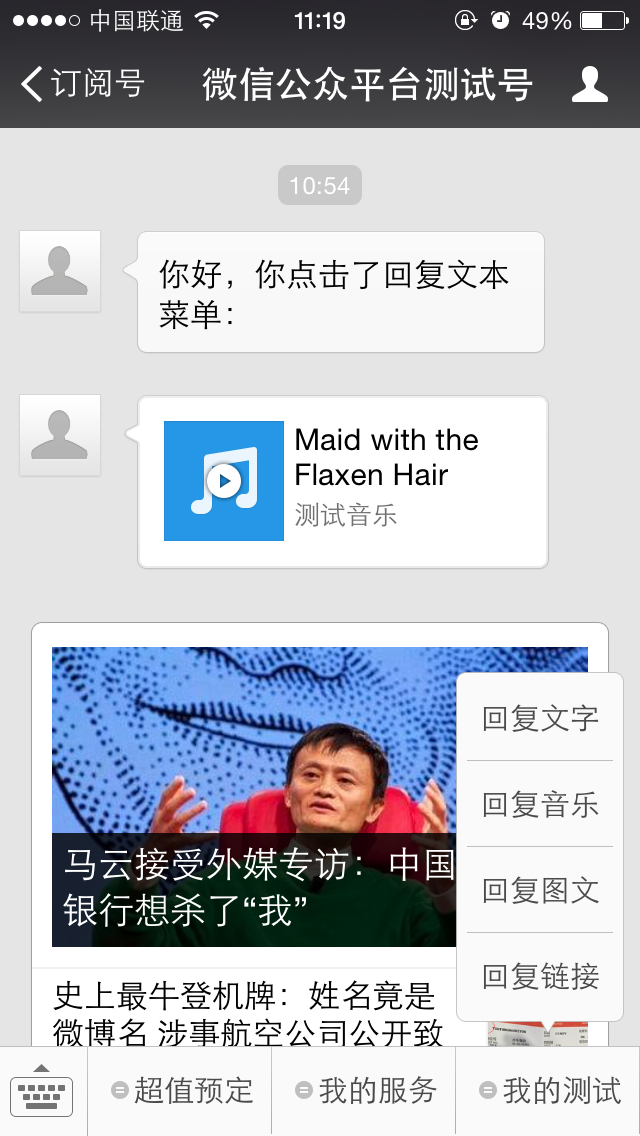 中国联通 11:19 49%
订阅号 微信公众平台测试号
10:54
你好，你点击了回复文本
菜单：
Maid with the
Flaxen Hair
测试音乐
马云接受外媒专访：中国
银行想杀了“我”
史上最牛登机牌：姓名竟是
微博名 涉事航空公司公开致
回复文字
回复音乐
回复图文
回复链接
超值预定 我的服务 我的测试